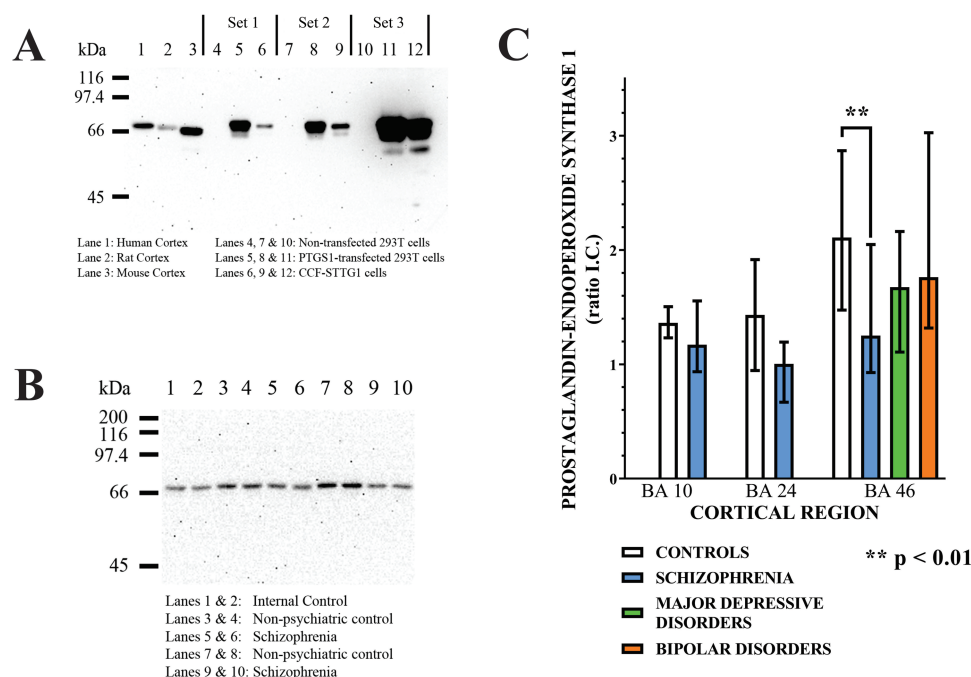 A
Set 1 Set 2 Set 3
kDa 1 2 3 4 5 6 7 8 9 10 11 12
116
97.4
66
45
Lane 1: Human Cortex
Lane 2: Rat Cortex
Lane 3: Mouse Cortex
Lanes 4, 7 & 10: Non-transfected 293T cells
Lanes 5, 8 & 11: PTGS1-transfected 293T cells
Lanes 6, 9 & 12: CCF-STTG1 cells
B
kDa 1 2 3 4 5 6 7 8 9 10
200
116
97.4
66
45
Lanes 1 & 2: Internal Control
Lanes 3 & 4: Non-psychiatric control
Lanes 5 & 6: Schizophrenia
Lanes 7 & 8: Non-psychiatric control
Lanes 9 & 10: Schizophrenia
C
PROSTAGLANDIN-ENDOPEROXIDE SYNTHASE 1
(ratio I.C.)
3
2
1
0
**
BA 10 BA 24 BA 46
CORTICAL REGION
CONTROLS
SCHIZOPHRENIA
MAJOR DEPRESSIVE
DISORDERS
BIPOLAR DISORDERS
** p < 0.01